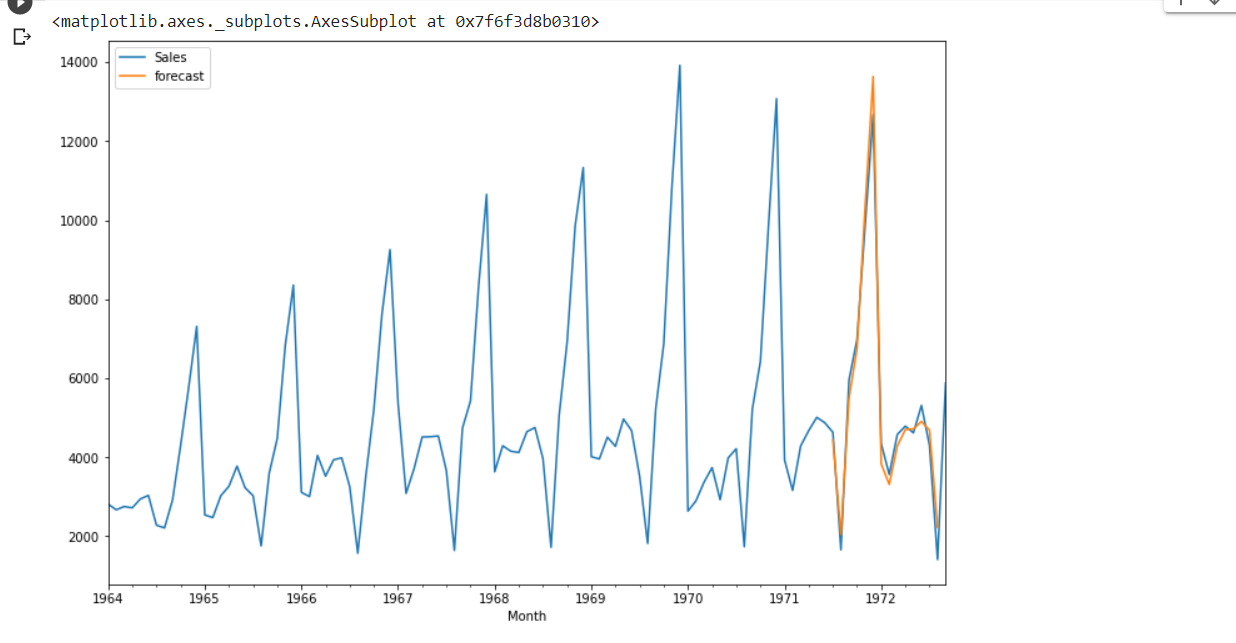 <matplotlib.axes._subplots.AxesSubplot at 0x7f6f3d8b0310>
Sales
forecast
14000
12000
10000
8000
6000
4000
2000
1964 1965 1966 1967 1968 1969 1970 1971 1972
Month